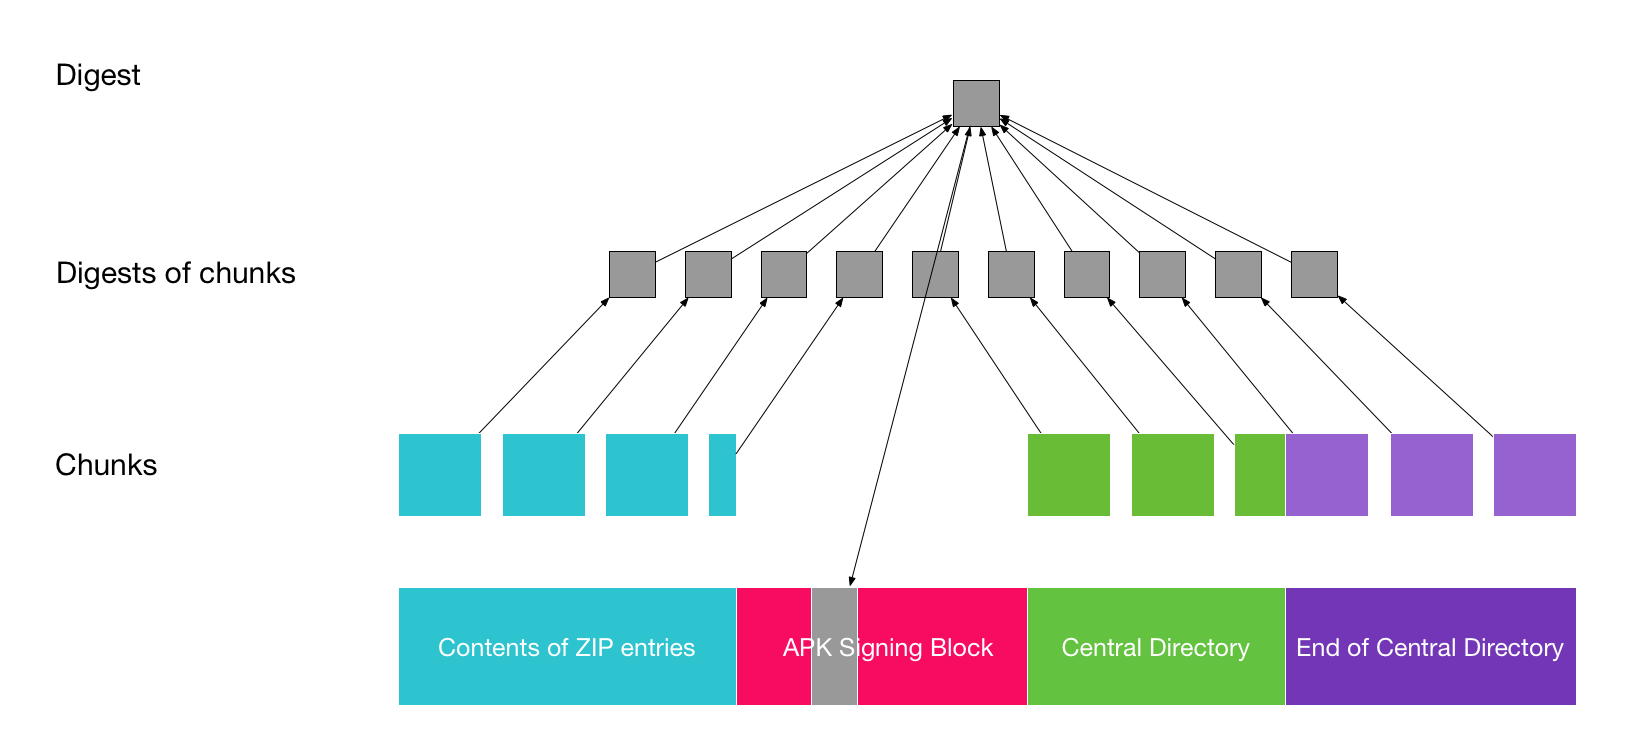 Digest
Digests of chunks
Chunks
Contents of ZIP entries
APK Signing Block
Central Directory
End of Central Directory